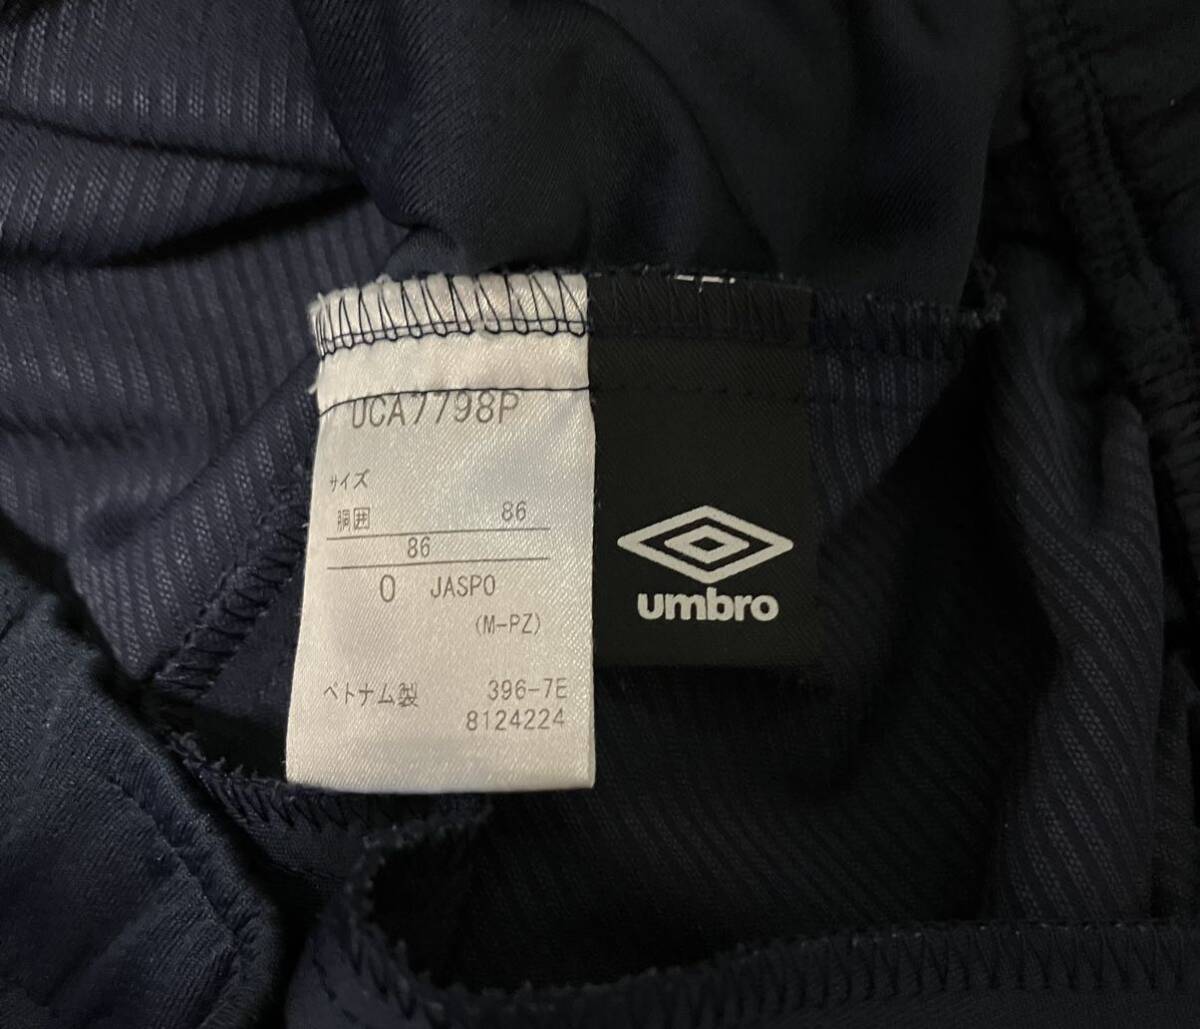 UCA7798P
サイズ
胴囲 86
86
O JASPO
(M-PZ)
ベトナム製 396-7E
8124224
umbro